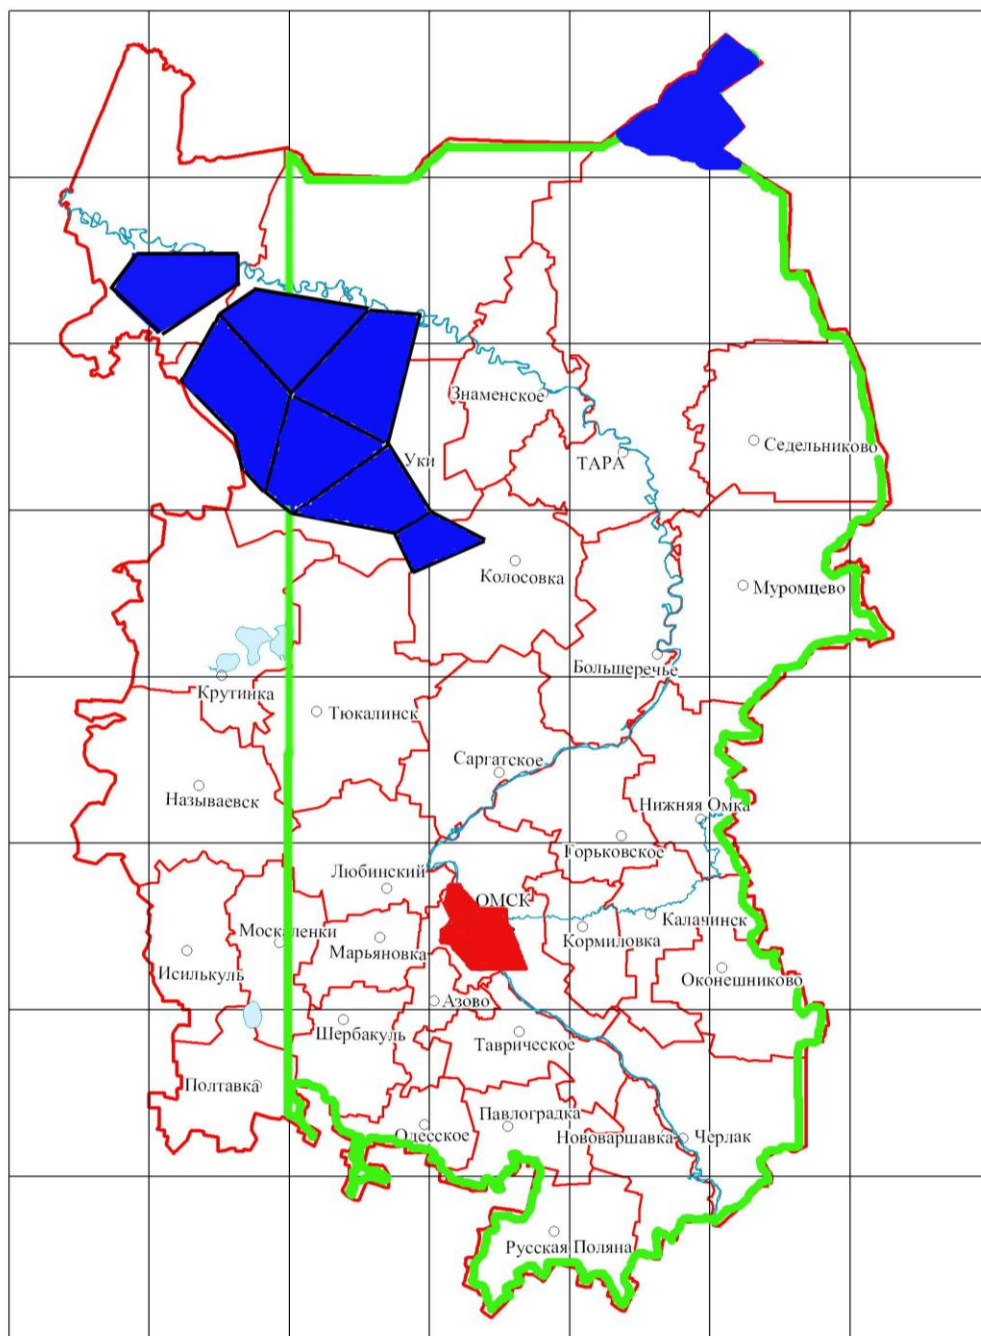 Знаменское
Седельниково
Уки
ТАРА
Колосовка
Муромцево
Большеречье
Крутинка
Тюкалинск
Саргатское
Называевск
Нижняя Омка
Горьковское
Любинский
ОМСК
Калачинск
Москаленки
Марьяновка
Кормиловка
Исилькуль
Оконешниково
Азово
Шербакуль
Таврическое
Полтавка
Павлоградка
Одесское
Нововаршавка
Черлак
Русская Поляна